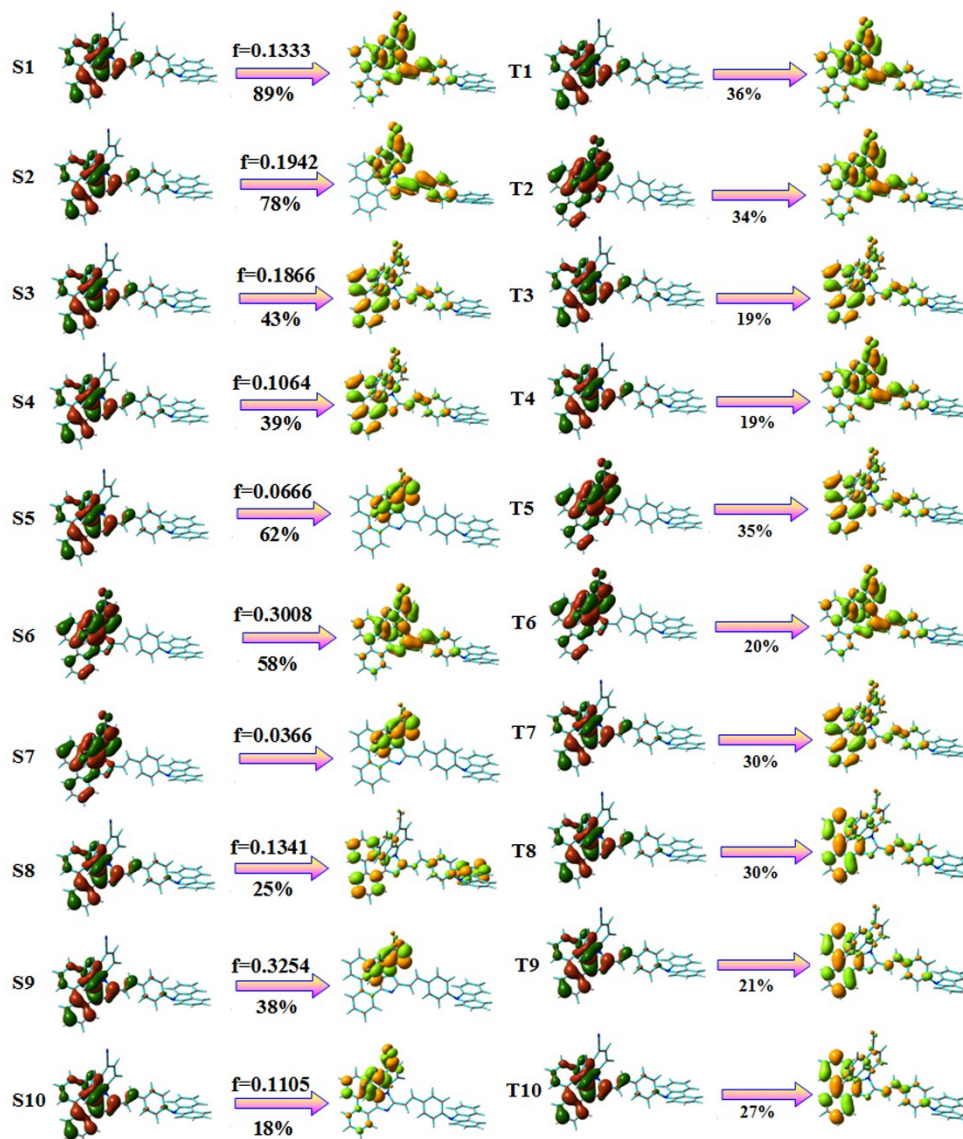 S1 f=0.1333 89% T1 36%
S2 f=0.1942 78% T2 34%
S3 f=0.1866 43% T3 19%
S4 f=0.1064 39% T4 19%
S5 f=0.0666 62% T5 35%
S6 f=0.3008 58% T6 20%
S7 f=0.0366 T7 30%
S8 f=0.1341 25% T8 30%
S9 f=0.3254 38% T9 21%
S10 f=0.1105 18% T10 27%